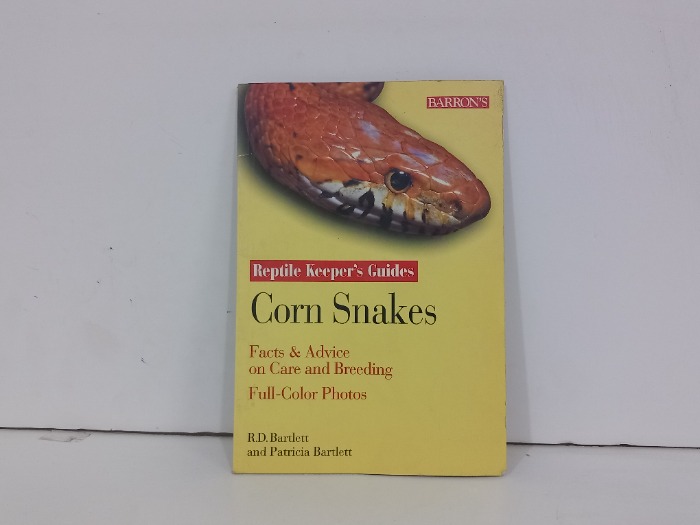 BARRON'S
Reptile Keeper's Guides
Corn Snakes
Facts & Advice
on Care and Breeding
Full-Color Photos
R.D. Bartlett
and Patricia Bartlett